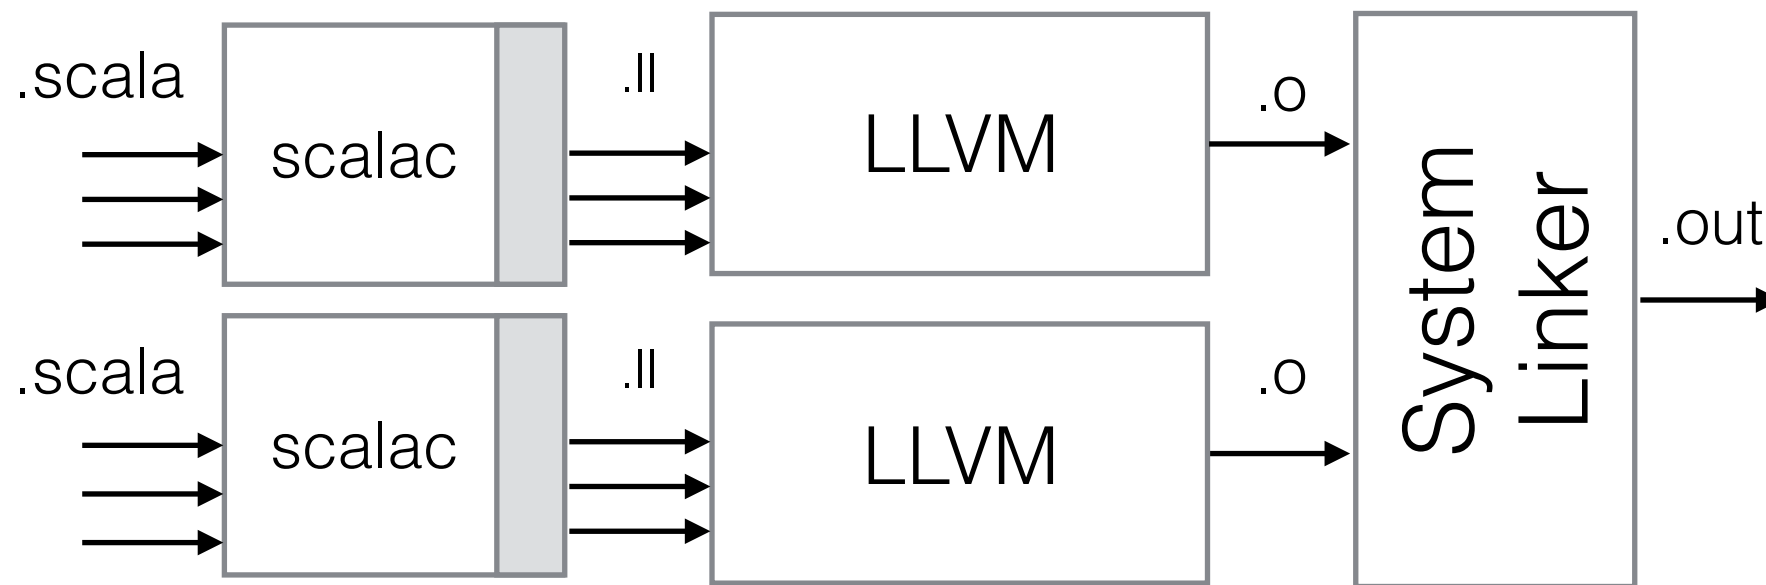 .scala
scalac
.ll
LLVM
.o
.scala
scalac
.ll
LLVM
.o
System
Linker
.out